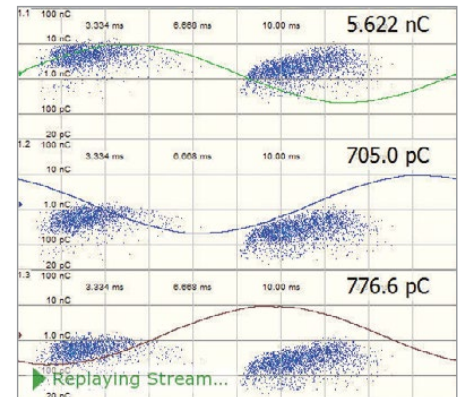 1.1 100 nC 3.334 ms 6.668 ms 10.00 ms 5.622 nC
10 nC
1.0 nC
100 pC
20 pC
1.2 100 nC 3.334 ms 6.668 ms 10.00 ms 705.0 pC
10 nC
1.0 nC
100 pC
20 pC
1.3 100 nC 3.334 ms 6.668 ms 10.00 ms 776.6 pC
10 nC
1.0 nC
100 pC
Replaying Stream...
20 pC